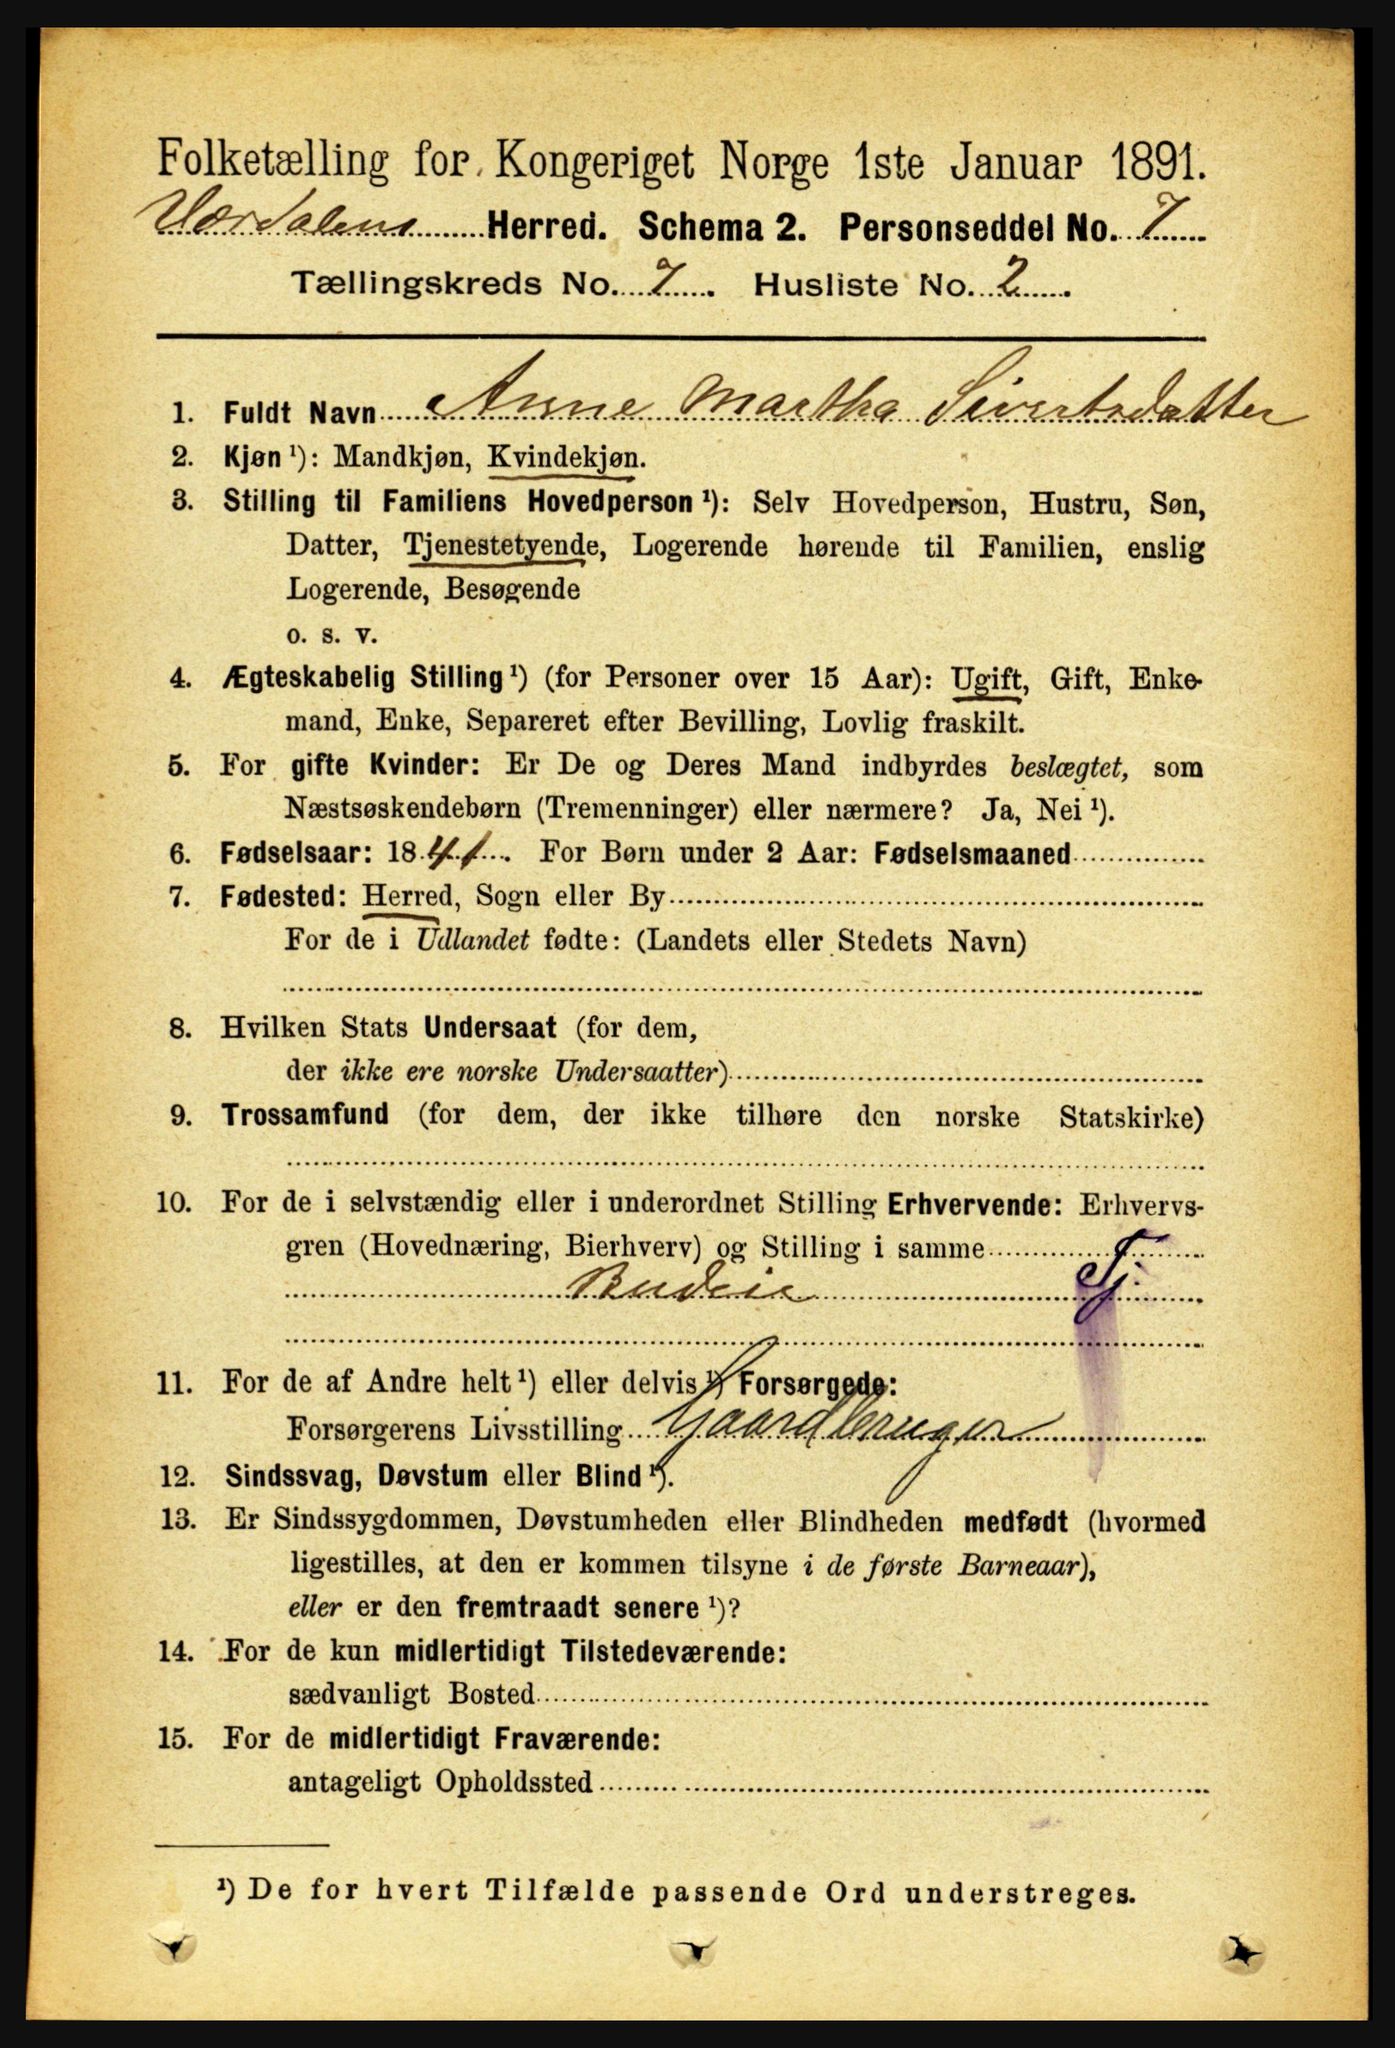 Folketælling for Kongeriget Norge 1ste Januar 1891.
Værdalens Herred. Schema 2. Personseddel No. 7
Tællingskreds No. 7. Husliste No. 2.
1. Fuldt Navn Anne Martha Sivertsdatter
2. Kjøn ¹): Mandkjøn, Kvindekjøn.
3. Stilling til Familiens Hovedperson ¹): Selv Hovedperson, Hustru, Søn,
Datter, Tjenestetyende, Logerende hørende til Familien, enslig
Logerende, Besøgende
o. s. v.
4. Ægteskabelig Stilling ¹) (for Personer over 15 Aar): Ugift, Gift, Enke-
mand, Enke, Separeret efter Bevilling, Lovlig fraskilt.
5. For gifte Kvinder: Er De og Deres Mand indbyrdes beslægtet, som
Næstsøskendebørn (Tremenninger) eller nærmere? Ja, Nei ¹).
6. Fødselsaar: 1841. For Børn under 2 Aar: Fødselsmaaned
7. Fødested: Herred, Sogn eller By
For de i Udlandet fødte: (Landets eller Stedets Navn)
8. Hvilken Stats Undersaat (for dem,
der ikke ere norske Undersaatter)
9. Trossamfund (for dem, der ikke tilhøre den norske Statskirke)
10. For de i selvstændig eller i underordnet Stilling Erhvervende: Erhvervs-
gren (Hovednæring, Bierhverv) og Stilling i samme
Budeie Tj.
11. For de af Andre helt ¹) eller delvis ¹) Forsørgede:
Forsørgerens Livsstilling Gaardbruger
12. Sindssvag, Døvstum eller Blind ¹).
13. Er Sindssygdommen, Døvstumheden eller Blindheden medfødt (hvormed
ligestilles, at den er kommen tilsyne i de første Barneaar),
eller er den fremtraadt senere ¹)?
14. For de kun midlertidigt Tilstedeværende:
sædvanligt Bosted
15. For de midlertidigt Fraværende:
antageligt Opholdssted
¹) De for hvert Tilfælde passende Ord understreges.